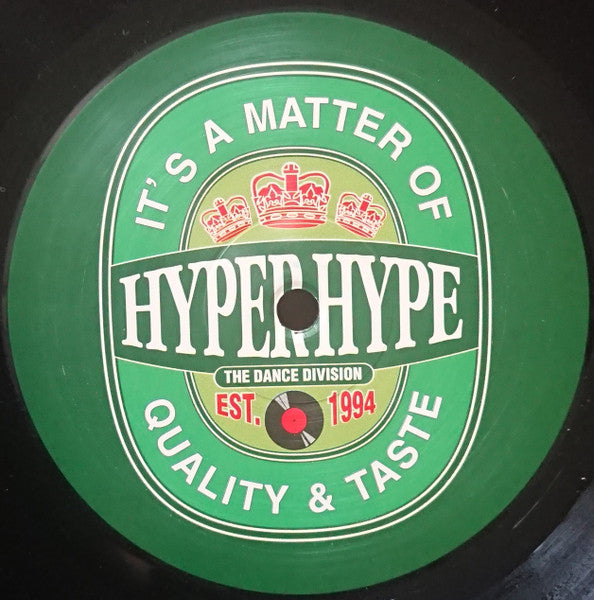 IT'S A MATTER OF
HYPER HYPE
THE DANCE DIVISION
EST. 1994
QUALITY & TASTE